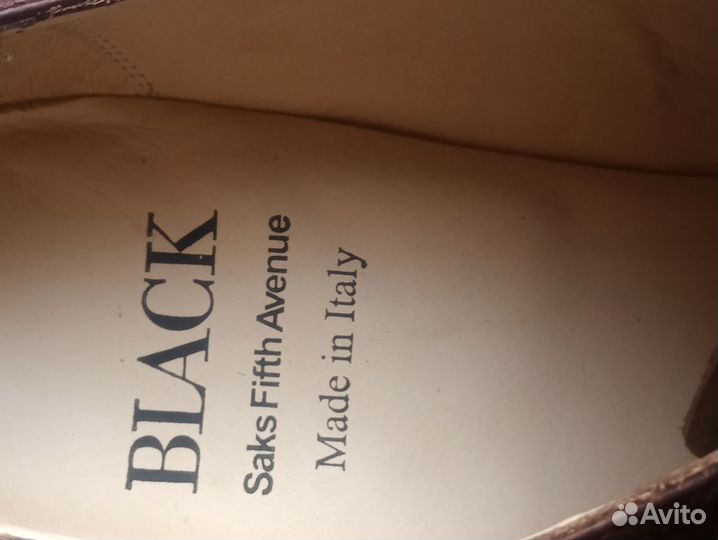 BLACK
Saks Fifth Avenue
Made in Italy
Avito